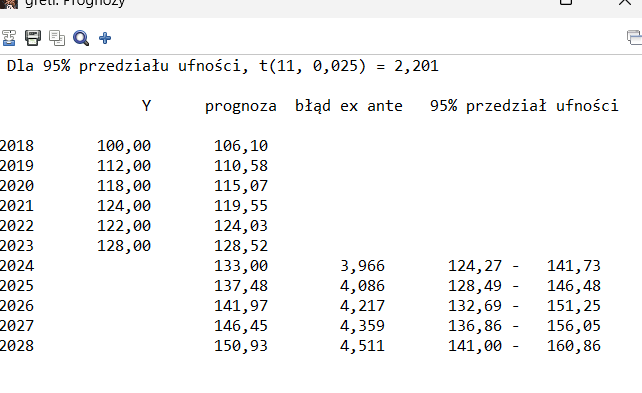 gretl: Prognozy
Dla 95% przedziału ufności, t(11, 0,025) = 2,201
Y prognoza błąd ex ante 95% przedział ufności
2018 100,00 106,10
2019 112,00 110,58
2020 118,00 115,07
2021 124,00 119,55
2022 122,00 124,03
2023 128,00 128,52
2024 133,00 3,966 124,27 - 141,73
2025 137,48 4,086 128,49 - 146,48
2026 141,97 4,217 132,69 - 151,25
2027 146,45 4,359 136,86 - 156,05
2028 150,93 4,511 141,00 - 160,86